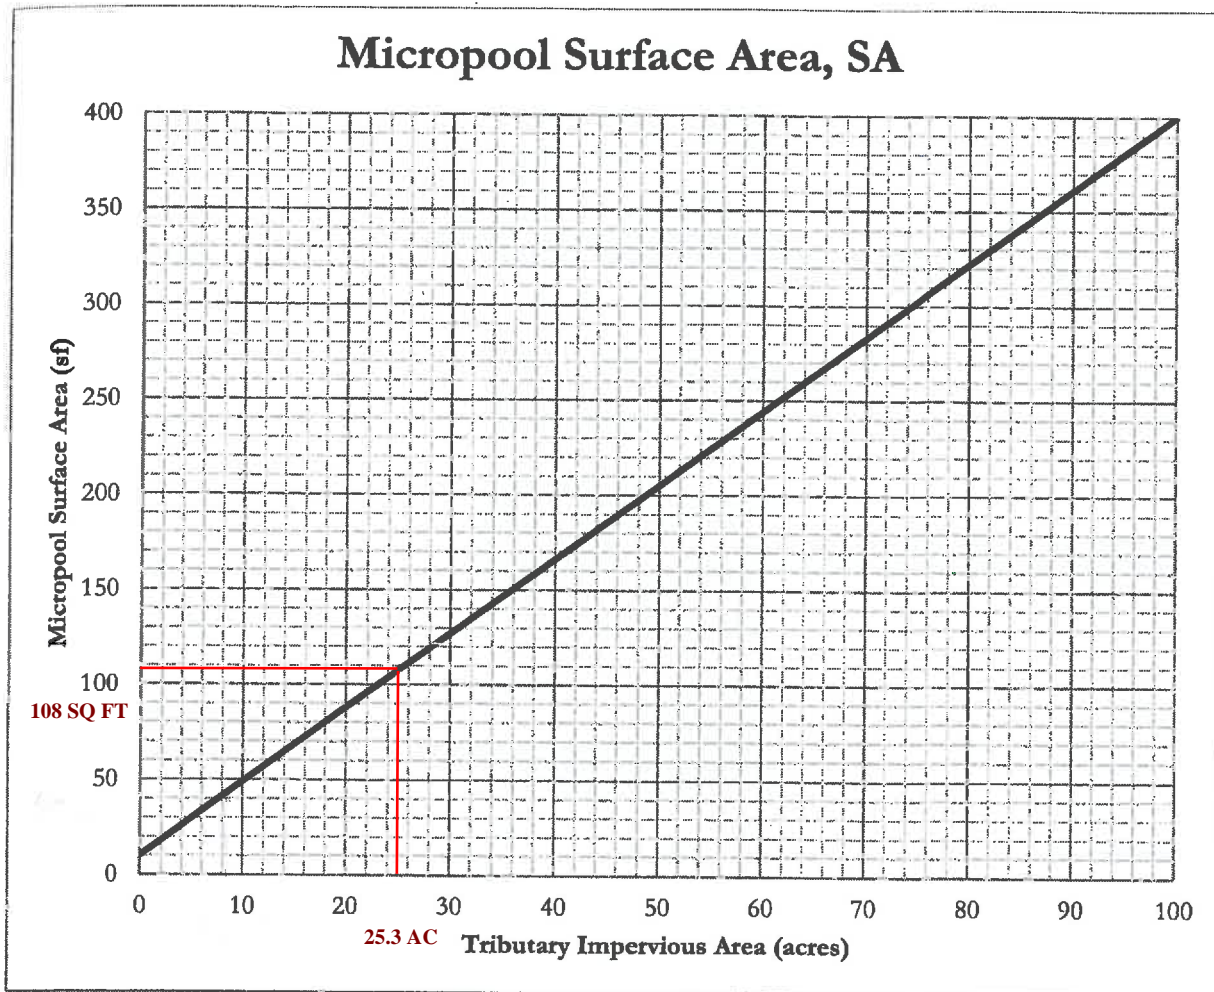 Micropool Surface Area, SA
400
350
300
250
200
150
100
50
0
Micropool Surface Area (sf)
108 SQ FT
0 10 20 30 40 50 60 70 80 90 100
25.3 AC
Tributary Impervious Area (acres)